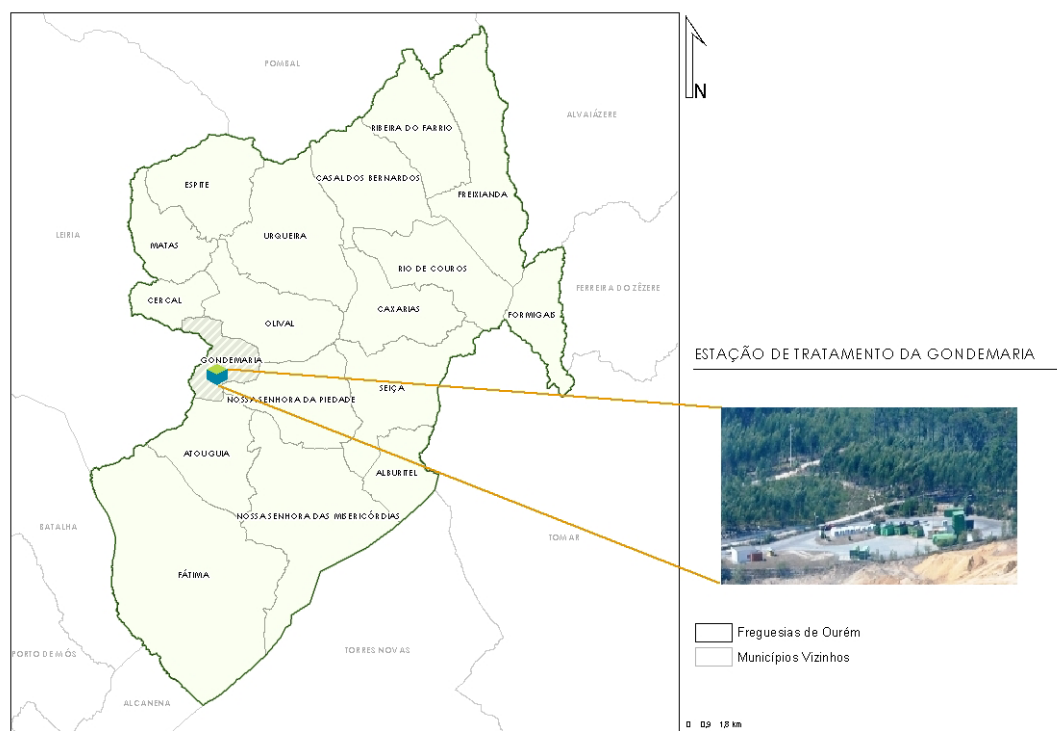 POMBAL
N
ALVAIÁZERE
RIBEIRA DO FARRIO
CASAL DOS BERNARDOS
ESPITE
FREIXIANDA
LEIRIA
URQUEIRA
MATAS
RIO DE COUROS
FERREIRA DO ZÊZERE
CERCAL
CAXARIAS
FORMIGAIS
OLIVAL
ESTAÇÃO DE TRATAMENTO DA GONDEMARIA
GONDEMARIA
SEIÇA
NOSSA SENHORA DA PIEDADE
ATOUGUIA
ALBURITEL
NOSSA SENHORA DAS MISERICÓRDIAS
BATALHA
TOMAR
FÁTIMA
Freguesias de Ourém
PORTO DE MÓS
TORRES NOVAS
Municípios Vizinhos
ALCANENA
0 0,9 1,8 km